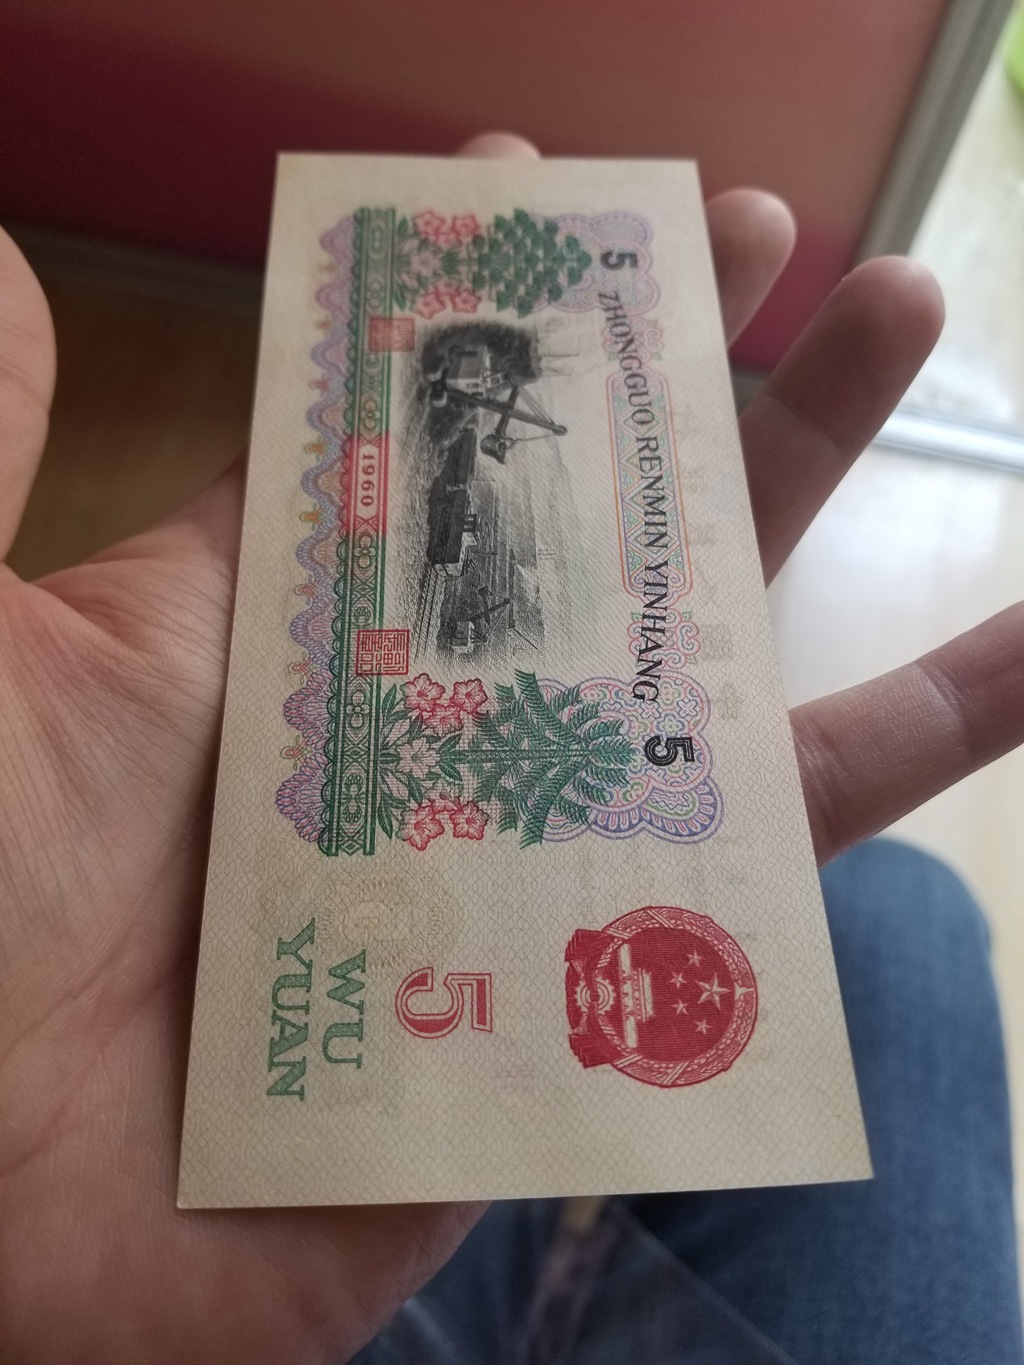 5 ZHONGGUO RENMIN YINHANG 5
1960
5
WU
YUAN